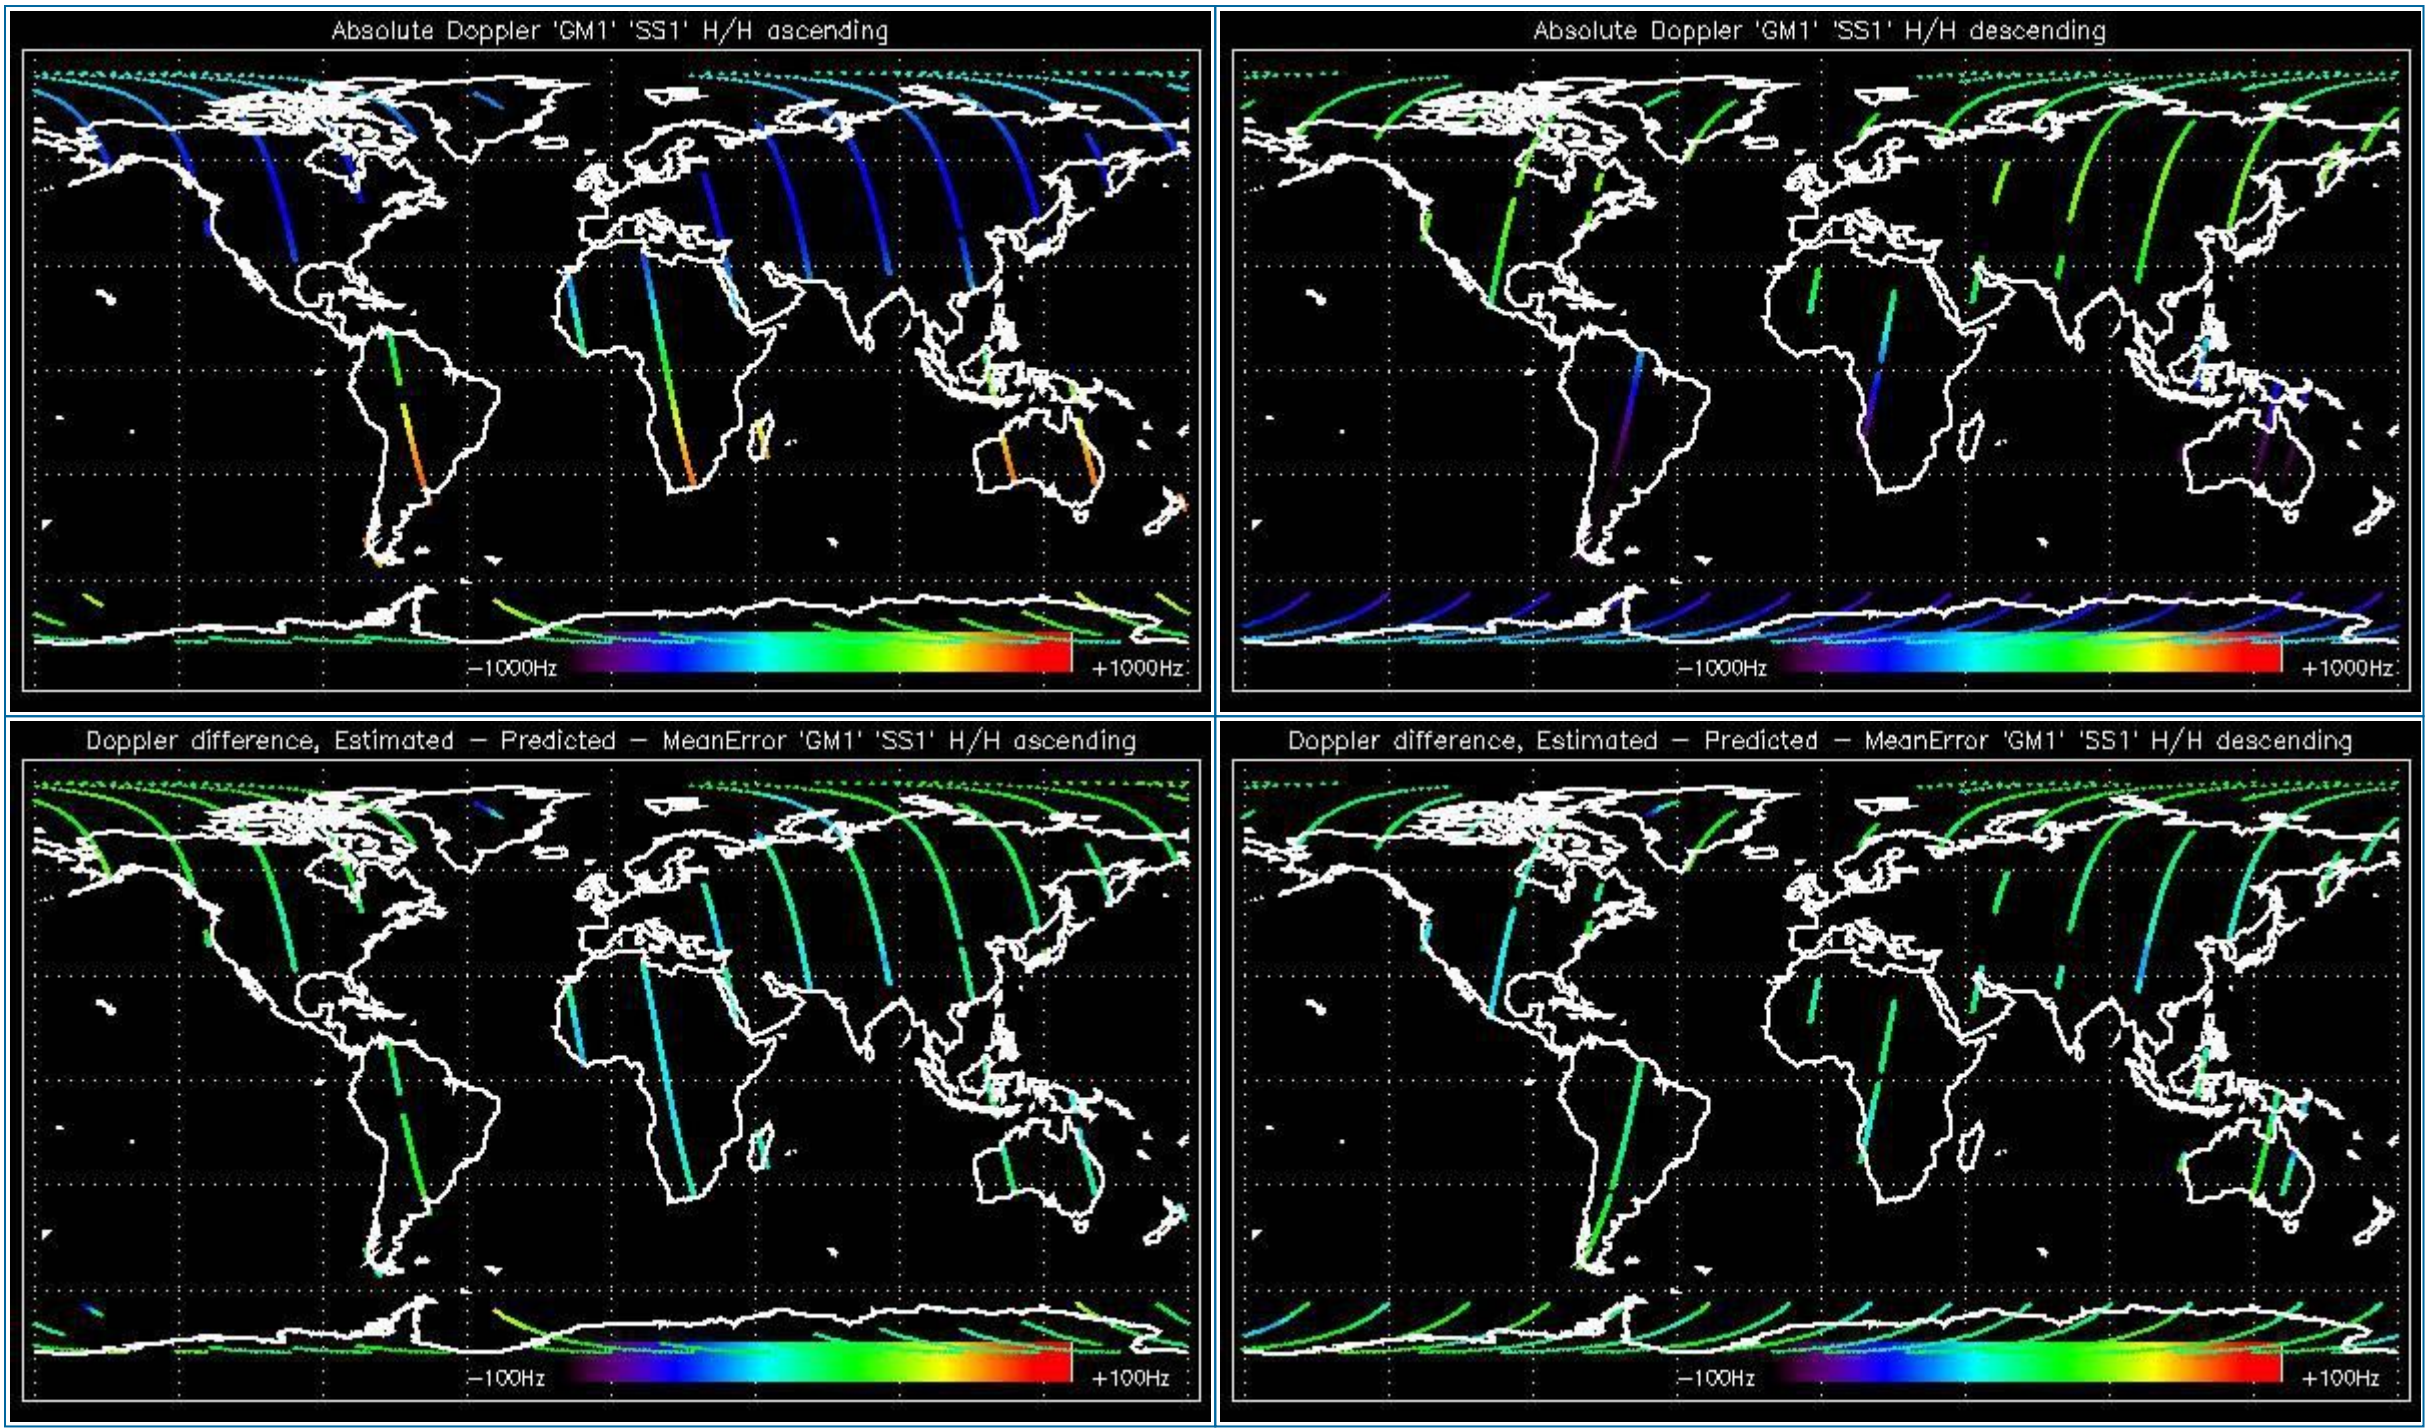 Absolute Doppler 'GM1' 'SS1' H/H ascending
−1000Hz
+1000Hz
Absolute Doppler 'GM1' 'SS1' H/H descending
−1000Hz
+1000Hz
Doppler difference, Estimated − Predicted − MeanError 'GM1' 'SS1' H/H ascending
−100Hz
+100Hz
Doppler difference, Estimated − Predicted − MeanError 'GM1' 'SS1' H/H descending
−100Hz
+100Hz